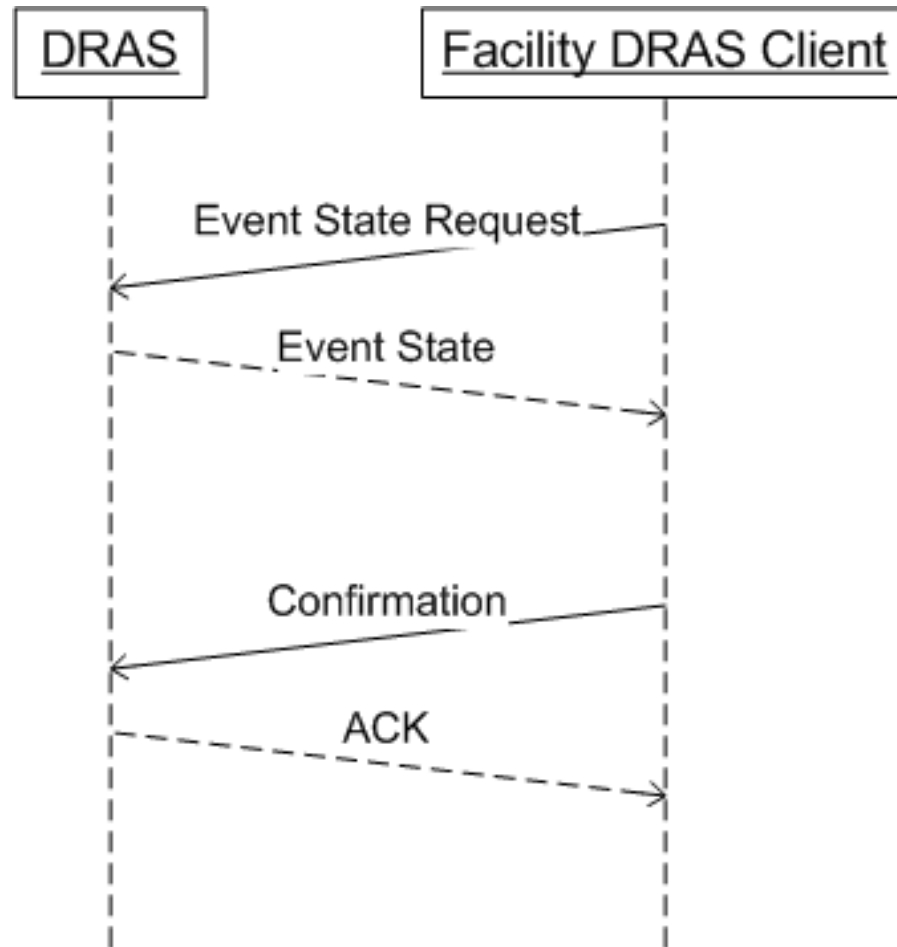 DRAS
Facility DRAS Client
Event State Request
Event State
Confirmation
ACK